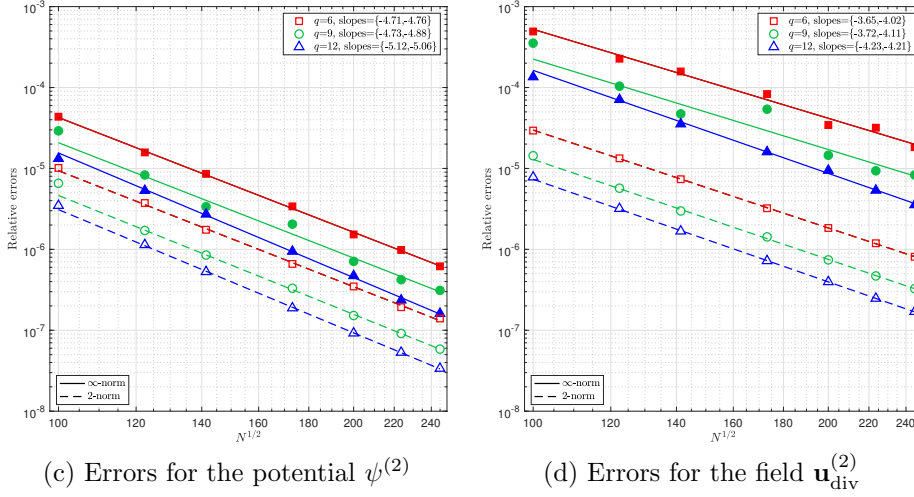 q=6, slopes={-4.71,-4.76}
q=9, slopes={-4.73,-4.88}
q=12, slopes={-5.12,-5.06}
10^{-3}
10^{-4}
10^{-5}
10^{-6}
10^{-7}
10^{-8}
Relative errors
∞-norm
2-norm
100 120 140 160 180 200 220 240
N^{1/2}
(c) Errors for the potential ψ^{(2)}
q=6, slopes={-3.65,-4.02}
q=9, slopes={-3.72,-4.11}
q=12, slopes={-4.23,-4.21}
10^{-3}
10^{-4}
10^{-5}
10^{-6}
10^{-7}
10^{-8}
Relative errors
∞-norm
2-norm
100 120 140 160 180 200 220 240
N^{1/2}
(d) Errors for the field u_{div}^{(2)}